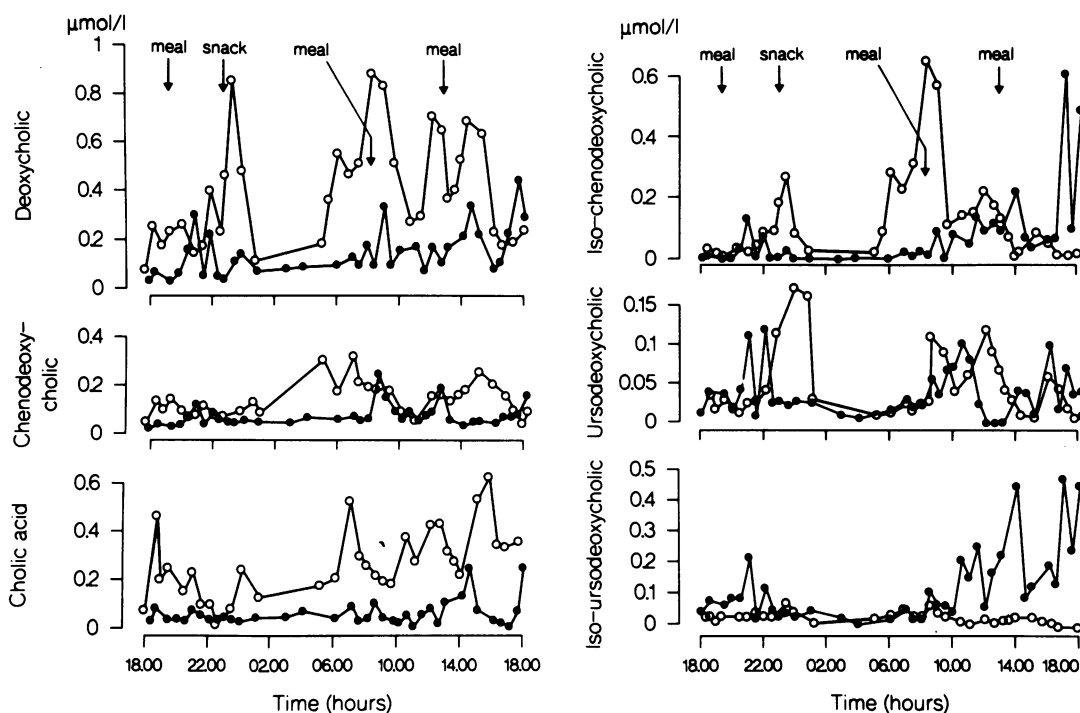 µmol/l
meal snack meal meal
1
0.8
0.6
0.4
0.2
0
Deoxycholic
0.4
0.2
0
Chenodeoxy-
cholic
0.6
0.4
0.2
0
Cholic acid
18.00 22.00 02.00 06.00 10.00 14.00 18.00
Time (hours)
µmol/l
meal snack meal meal
0.6
0.4
0.2
0
Iso-chenodeoxycholic
0.15
0.1
0.05
0
Ursodeoxycholic
0.5
0.4
0.3
0.2
0.1
0
Iso-ursodeoxycholic
18.00 22.00 02.00 06.00 10.00 14.00 18.00
Time (hours)